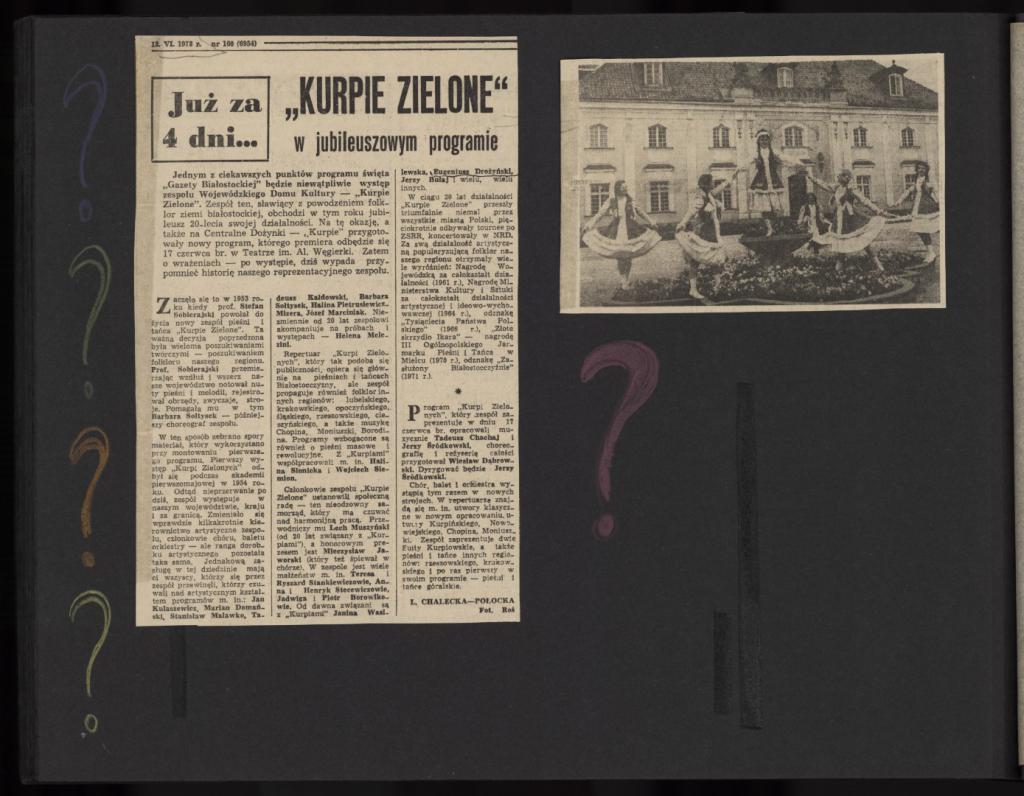 13. VI. 1973 r. nr 160 (6954)
Już za
4 dni...
„KURPIE ZIELONE“
w jubileuszowym programie
Jednym z ciekawszych punktów programu święta
„Gazety Białostockiej” będzie niewątpliwie występ
zespołu Wojewódzkiego Domu Kultury — „Kurpie
Zielone”. Zespół ten, sławiący z powodzeniem folk-
lor ziemi białostockiej, obchodzi w tym roku jubi-
leusz 20-lecia swojej działalności. Na tę okazję, a
także na Centralne Dożynki — „Kurpie” przygoto-
wały nowy program, którego premiera odbędzie się
17 czerwca br. w Teatrze im. Al. Węgierki. Zatem
o wrażeniach — po występie, dziś wypada przy-
pomnieć historię naszego reprezentacyjnego zespołu.
Zaczęło się to w 1953 ro-
ku kiedy prof. Stefan
Sobierajski powołał do
życia nowy zespół pieśni i
tańca „Kurpie Zielone”. Ta
ważną decyzja poprzedzona
była wieloma poszukiwaniami
twórczymi — poszukiwaniem
folkloru naszego regionu.
Prof. Sobierajski przemie-
rzając wzdłuż i wszerz na-
sze województwo notował nu-
ty pieśni i melodii, rejestro-
wał obrzędy, zwyczaje, stro-
je. Pomagała mu w tym
Barbara Sołtysek — później-
szy choreograf zespołu.
W ten sposób zebrano spory
materiał, który wykorzystano
przy montowaniu pierwsze-
go programu. Pierwszy wy-
stęp „Kurpi Zielonych” od-
był się podczas akademii
pierwszomajowej w 1954 ro-
ku. Odtąd nieprzerwanie po
dziś, zespół występuje w
naszym województwie, kraju
i za granicą. Zmieniało się
wprawdzie kilkakrotnie kie-
rownictwo artystyczne zespo-
łu, członkowie chóru, baletu
orkiestry — ale ranga dorob-
ku artystycznego pozostała
taka sama. Jednakową za-
sługę w tej dziedzinie mają
ci wszyscy, którzy się przez
zespół przewinęli, którzy czu-
wali nad artystycznym kształ-
tem programów m. in.: Jan
Kulaszewicz, Marian Domań-
ski, Stanisław Maławko, Ta-
deusz Kałdowski, Barbara
Sołtysek, Halina Pietrusiewicz-
Mizera, Józef Marciniak. Nie-
zmiennie od 20 lat zespołowi
akompaniuje na próbach i
występach — Helena Mele-
zini.
Repertuar „Kurpi Zielo-
nych”, który tak podoba się
publiczności, opiera się głów-
nie na pieśniach i tańcach
Białostocczyzny, ale zespół
propaguje również folklor in-
nych regionów: lubelskiego,
krakowskiego, opoczyńskiego,
śląskiego, rzeszowskiego, cie-
szyńskiego, a także muzykę
Chopina, Moniuszki, Borodi-
na. Programy wzbogacone są
również o pieśni masowe i
rewolucyjne. Z „Kurpiami”
współpracowali m. in. Hali-
na Słonicka i Wojciech Sie-
mion.
Członkowie zespołu „Kurpie
Zielone” ustanowili społeczną
radę — ten nieodzowny sa-
morząd, który ma czuwać
nad harmonijną pracą. Prze-
wodniczy mu Lech Muszyński
(od 20 lat związany z „Kur-
piami”), a honorowym pre-
zesem jest Mieczysław Ja-
worski (który też śpiewał w
chórze). W zespole jest wiele
małżeństw m. in. Teresa i
Ryszard Stankiewiczowie, An-
na i Henryk Stecewiczowie,
Jadwiga i Piotr Borowiko-
wie. Od dawna związani są
z „Kurpiami” Janina Wasi-
lewska, Eugeniusz Drożyński,
Jerzy Bułaj i wielu, wielu
innych.
W ciągu 20 lat działalności
„Kurpie Zielone” przeszły
triumfalnie niemal przez
wszystkie miasta Polski, pię-
ciokrotnie odbywały tournee po
ZSRR, koncertowały w NRD.
Za swą działalność artystycz-
ną popularyzującą folklor na-
szego regionu otrzymały wie-
le wyróżnień: Nagrodę Wo-
jewódzką za całokształt dzia-
łalności (1961 r.), Nagrodę Mi-
nisterstwa Kultury i Sztuki
za całokształt działalności
artystycznej i ideowo-wycho-
wawczej (1964 r.), odznakę
„Tysiąclecia Państwa Pol-
skiego” (1966 r.), „Złote
skrzydło Ikara” — nagrodę
III Ogólnopolskiego Jar-
marku Pieśni i Tańca w
Mielcu (1970 r.), odznakę „Za-
służony Białostocczyźnie”
(1971 r.).
*
Program „Kurpi Zielo-
nych”, który zespół za-
prezentuje w dniu 17
czerwca br. opracowali mu-
zycznie Tadeusz Chachaj i
Jerzy Śródkowski, choreo-
grafię i reżyserię całości
przygotował Wiesław Dąbrow-
ski. Dyrygować będzie Jerzy
Śródkowski.
Chór, balet i orkiestra wy-
stąpią tym razem w nowych
strojach. W repertuarze znaj-
dą się m. in. utwory klasycz-
ne w nowym opracowaniu, u-
twory Kurpińskiego, Nowo-
wiejskiego, Chopina, Moniusz-
ki. Zespół zaprezentuje dwie
Suity Kurpiowskie, a także
pieśni i tańce innych regio-
nów: rzeszowskiego, krakow-
skiego i po raz pierwszy w
swoim programie — pieśni i
tańce góralskie.
L. CHALECKA—POŁOCKA
Fot. Roś
?
?
?
?
?